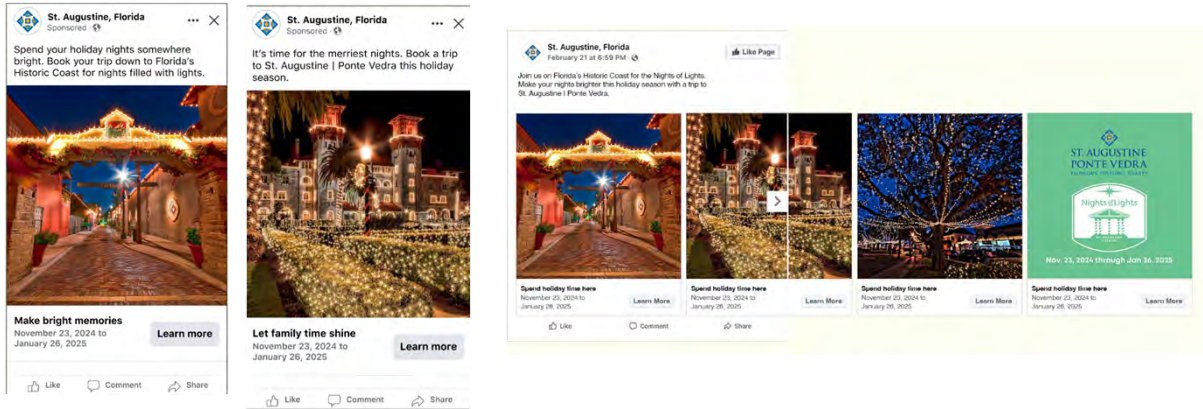 St. Augustine, Florida
Sponsored ·
Spend your holiday nights somewhere
bright. Book your trip down to Florida's
Historic Coast for nights filled with lights.
Make bright memories
November 23, 2024 to
January 26, 2025
Learn more
Like
Comment
Share
St. Augustine, Florida
Sponsored ·
It's time for the merriest nights. Book a trip
to St. Augustine | Ponte Vedra this holiday
season.
Let family time shine
November 23, 2024 to
January 26, 2025
Learn more
Like
Comment
Share
St. Augustine, Florida
February 21 at 6:59 PM ·
Like Page
Join us on Florida's Historic Coast for the Nights of Lights.
Make your nights brighter this holiday season with a trip to
St. Augustine | Ponte Vedra.
Spend holiday time here
November 23, 2024 to
January 26, 2025
Learn More
Spend holiday time here
November 23, 2024 to
January 26, 2025
Learn More
Spend holiday time here
November 23, 2024 to
January 26, 2025
Learn More
ST. AUGUSTINE
PONTE VEDRA
FLORIDA'S HISTORIC COAST
Nights of Lights
Nov. 23, 2024 through Jan 26, 2025
Spend holiday time here
November 23, 2024 to
January 26, 2025
Learn More
Like
Comment
Share